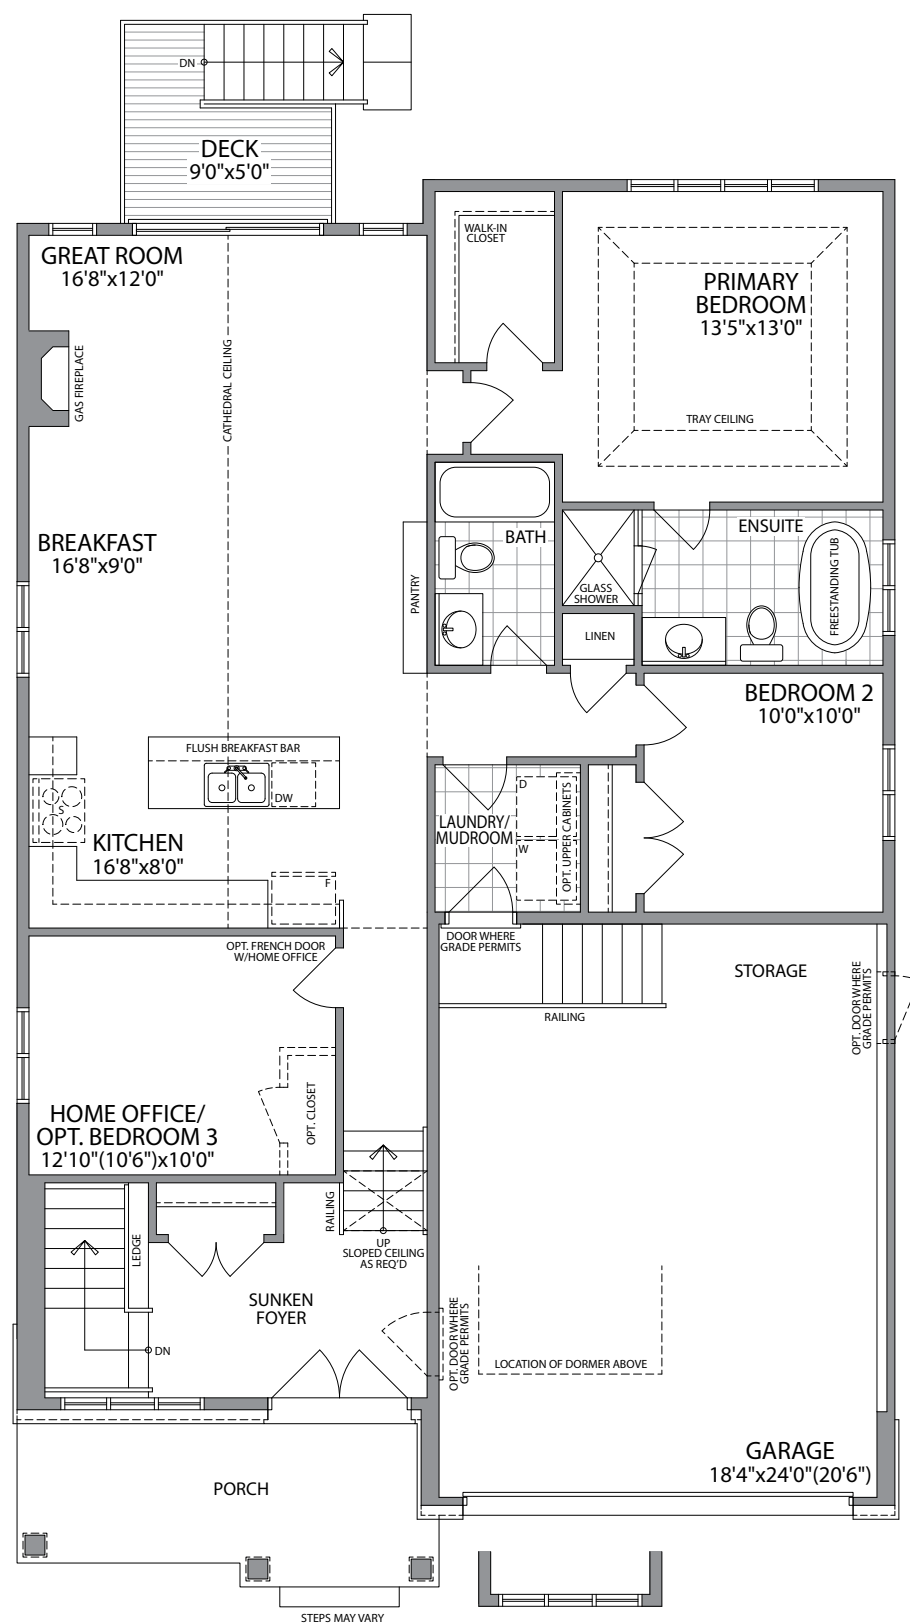 DN
DECK
9'0"x5'0"
GREAT ROOM
16'8"x12'0"
WALK-IN
CLOSET
PRIMARY
BEDROOM
13'5"x13'0"
GAS FIREPLACE
CATHEDRAL CEILING
TRAY CEILING
BREAKFAST
16'8"x9'0"
PANTRY
BATH
GLASS
SHOWER
ENSUITE
FREESTANDING TUB
LINEN
BEDROOM 2
10'0"x10'0"
FLUSH BREAKFAST BAR
DW
S
KITCHEN
16'8"x8'0"
F
LAUNDRY/
MUDROOM
D
W
OPT. UPPER CABINETS
OPT. FRENCH DOOR
W/HOME OFFICE
DOOR WHERE
GRADE PERMITS
RAILING
STORAGE
OPT. DOOR WHERE
GRADE PERMITS
HOME OFFICE/
OPT. BEDROOM 3
12'10"(10'6")x10'0"
OPT. CLOSET
LEDGE
DN
RAILING
UP
SLOPED CEILING
AS REQ'D
SUNKEN
FOYER
OPT. DOOR WHERE
GRADE PERMITS
LOCATION OF DORMER ABOVE
GARAGE
18'4"x24'0"(20'6")
PORCH
STEPS MAY VARY